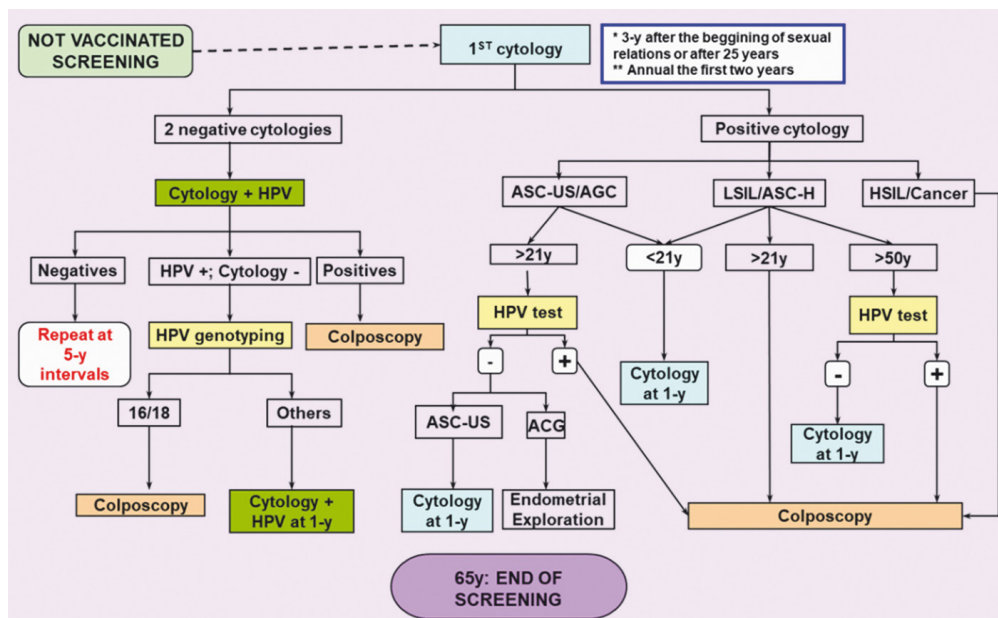 NOT VACCINATED
SCREENING
1ST cytology
* 3-y after the beggining of sexual
relations or after 25 years
** Annual the first two years
2 negative cytologies
Positive cytology
Cytology + HPV
ASC-US/AGC
LSIL/ASC-H
HSIL/Cancer
Negatives
HPV +; Cytology -
Positives
>21y
<21y
>21y
>50y
Repeat at
5-y
intervals
HPV genotyping
Colposcopy
HPV test
HPV test
-
+
Cytology
at 1-y
-
+
16/18
Others
ASC-US
ACG
Cytology
at 1-y
Colposcopy
Cytology +
HPV at 1-y
Cytology
at 1-y
Endometrial
Exploration
Colposcopy
65y: END OF
SCREENING